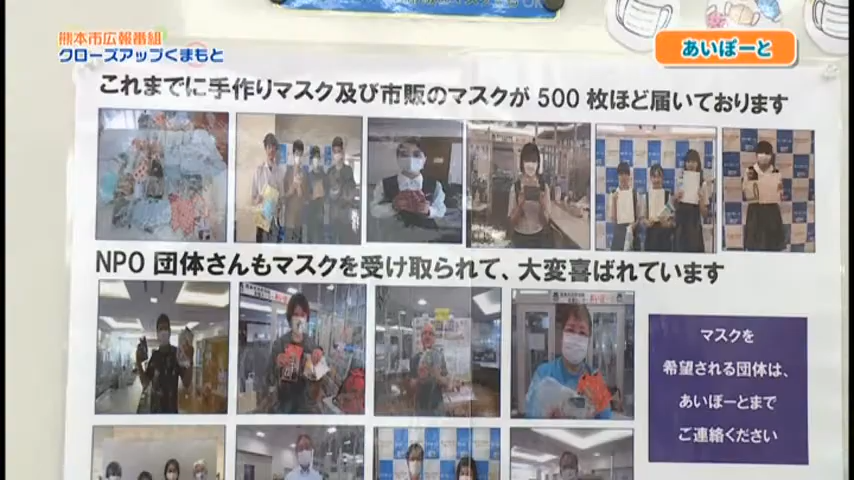 熊本市広報番組
クローズアップくまもと
あいぽーと
これまでに手作りマスク及び市販のマスクが 500 枚ほど届いております
NPO 団体さんもマスクを受け取られて、大変喜ばれています
マスクを
希望される団体は、
あいぽーとまで
ご連絡ください